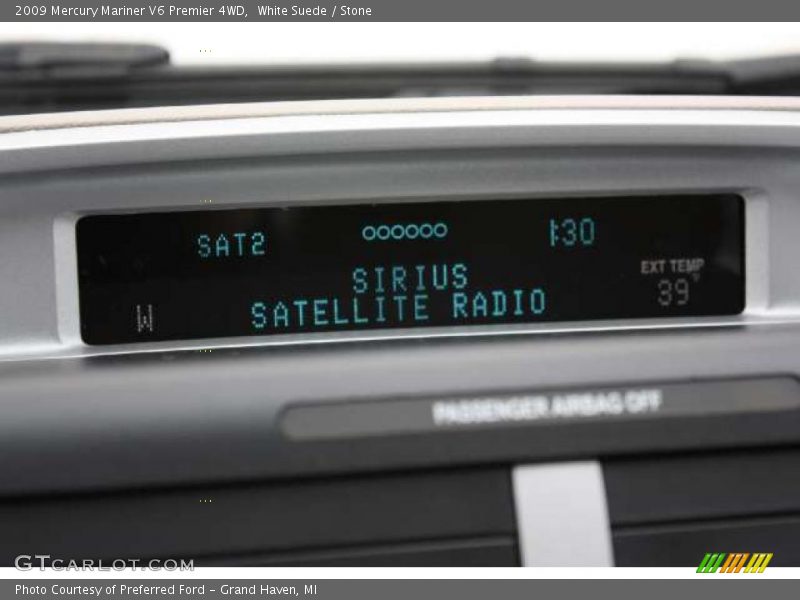 2009 Mercury Mariner V6 Premier 4WD,  White Suede / Stone
SAT2 1:30
SIRIUS
EXT TEMP
SATELLITE RADIO
W 39°
PASSENGER AIRBAG OFF
GTCARLOT.COM
Photo Courtesy of Preferred Ford – Grand Haven, MI